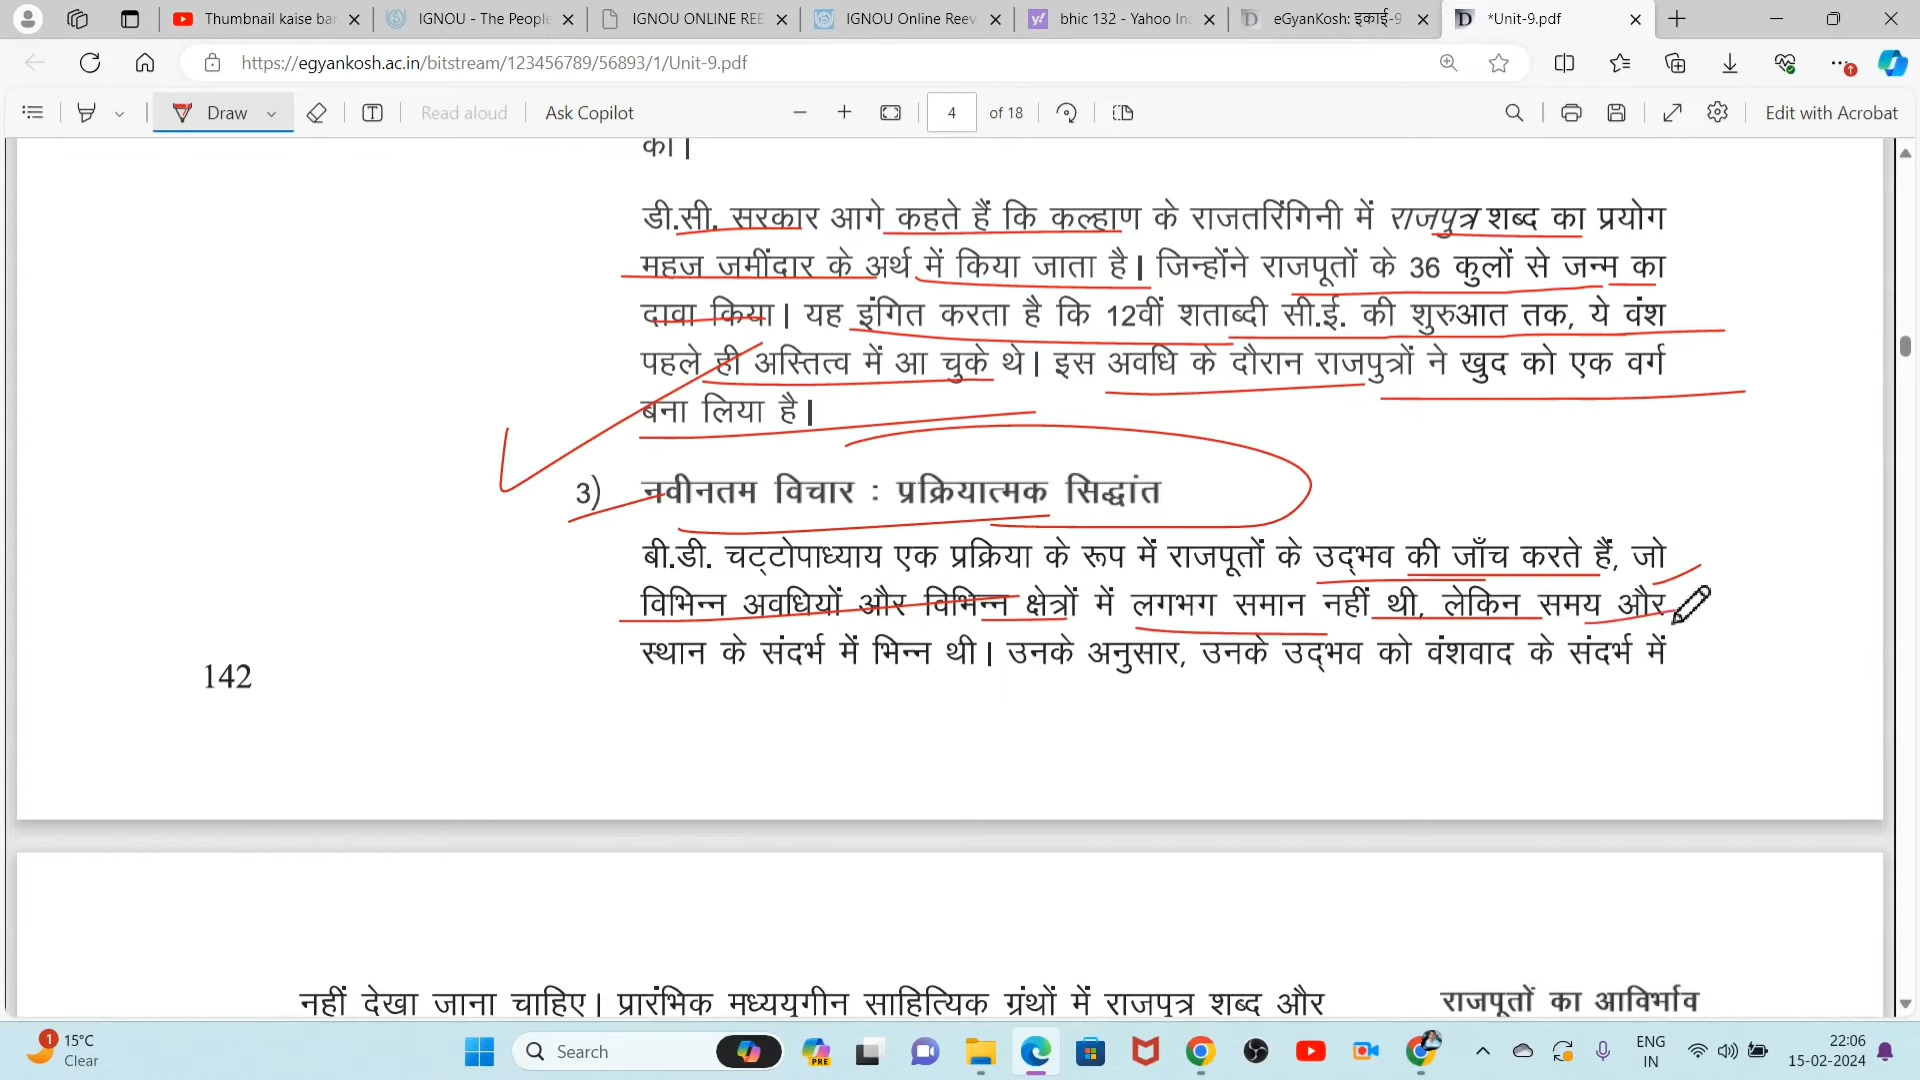 Thumbnail kaise bar
IGNOU - The People
IGNOU ONLINE REE
IGNOU Online Reev
bhic 132 - Yahoo In
eGyanKosh: इकाई-9
*Unit-9.pdf
https://egyankosh.ac.in/bitstream/123456789/56893/1/Unit-9.pdf
Draw
Read aloud
Ask Copilot
4 of 18
Edit with Acrobat
को।
डी.सी. सरकार आगे कहते हैं कि कल्हाण के राजतरिंगिनी में राजपुत्र शब्द का प्रयोग
महज जमींदार के अर्थ में किया जाता है। जिन्होंने राजपूतों के 36 कुलों से जन्म का
दावा किया। यह इंगित करता है कि 12वीं शताब्दी सी.ई. की शुरुआत तक, ये वंश
पहले ही अस्तित्व में आ चुके थे। इस अवधि के दौरान राजपुत्रों ने खुद को एक वर्ग
बना लिया है।
3) नवीनतम विचार : प्रक्रियात्मक सिद्धांत
बी.डी. चट्टोपाध्याय एक प्रक्रिया के रूप में राजपूतों के उद्भव की जाँच करते हैं, जो
विभिन्न अवधियों और विभिन्न क्षेत्रों में लगभग समान नहीं थी, लेकिन समय और
स्थान के संदर्भ में भिन्न थी। उनके अनुसार, उनके उद्भव को वंशवाद के संदर्भ में
142
नहीं देखा जाना चाहिए। प्रारंभिक मध्ययुगीन साहित्यिक ग्रंथों में राजपुत्र शब्द और
राजपूतों का आविर्भाव
1
15°C
Clear
Search
PRE
ENG
IN
22:06
15-02-2024